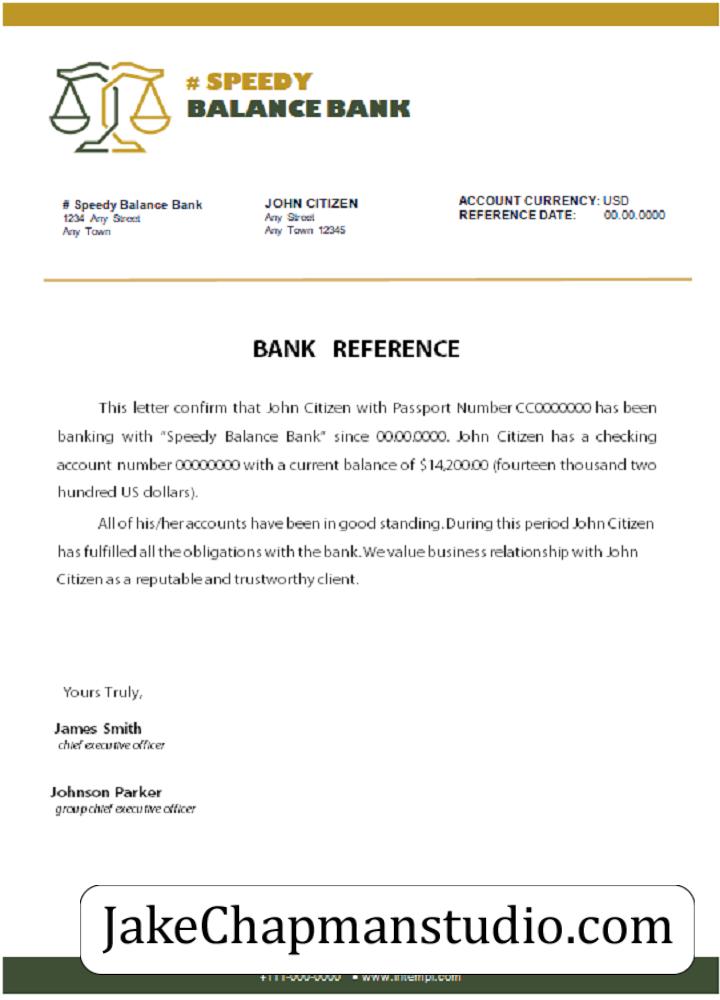 # SPEEDY
BALANCE BANK
# Speedy Balance Bank
1234 Any Street
Any Town
JOHN CITIZEN
Any Street
Any Town 12345
ACCOUNT CURRENCY: USD
REFERENCE DATE: 00.00.0000
BANK REFERENCE
This letter confirm that John Citizen with Passport Number CC0000000 has been
banking with “Speedy Balance Bank” since 00.00.0000. John Citizen has a checking
account number 00000000 with a current balance of $14,200.00 (fourteen thousand two
hundred US dollars).
All of his/her accounts have been in good standing. During this period John Citizen
has fulfilled all the obligations with the bank. We value business relationship with John
Citizen as a reputable and trustworthy client.
Yours Truly,
James Smith
chief executive officer
Johnson Parker
group chief executive officer
JakeChapmanstudio.com
+111-000-0000 • www.intempl.com